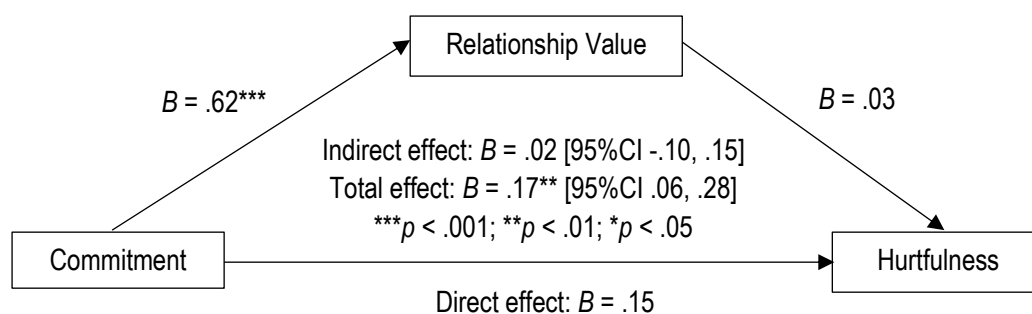 Relationship Value
B = .62***
B = .03
Indirect effect: B = .02 [95%CI -.10, .15]
Total effect: B = .17** [95%CI .06, .28]
***p < .001; **p < .01; *p < .05
Commitment
Hurtfulness
Direct effect: B = .15